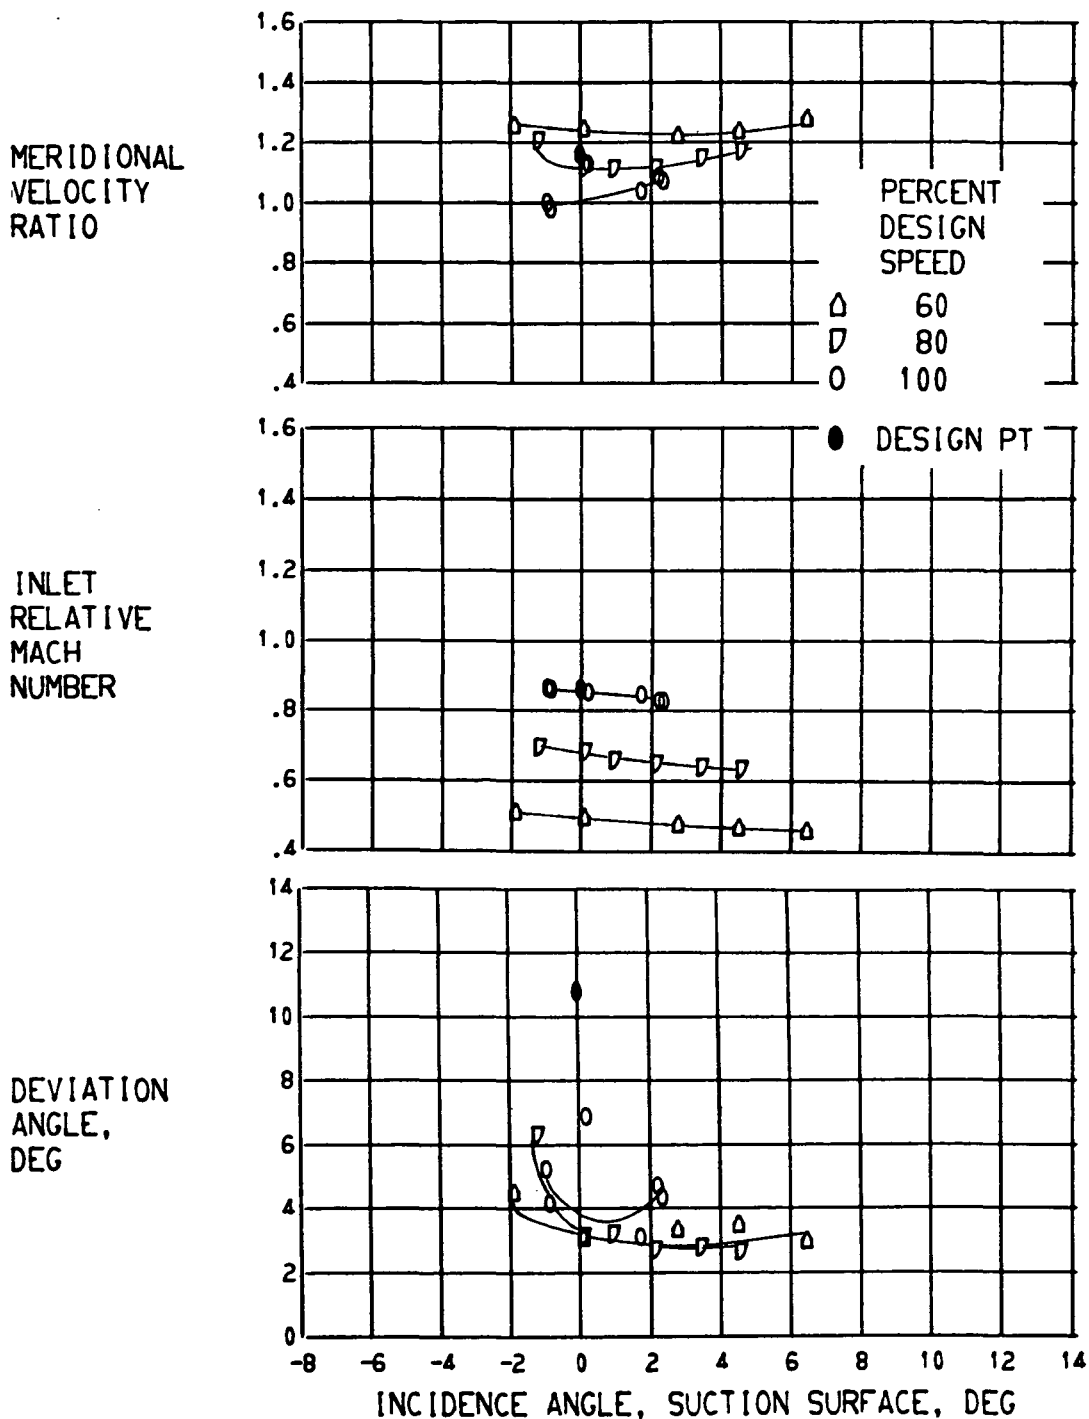 1.6
1.4
1.2
1.0
.8
.6
.4
MERIDIONAL
VELOCITY
RATIO
PERCENT
DESIGN
SPEED
60
80
100
DESIGN PT
1.6
1.4
1.2
1.0
.8
.6
.4
INLET
RELATIVE
MACH
NUMBER
14
12
10
8
6
4
2
0
DEVIATION
ANGLE,
DEG
-8 -6 -4 -2 0 2 4 6 8 10 12 14
INCIDENCE ANGLE, SUCTION SURFACE, DEG